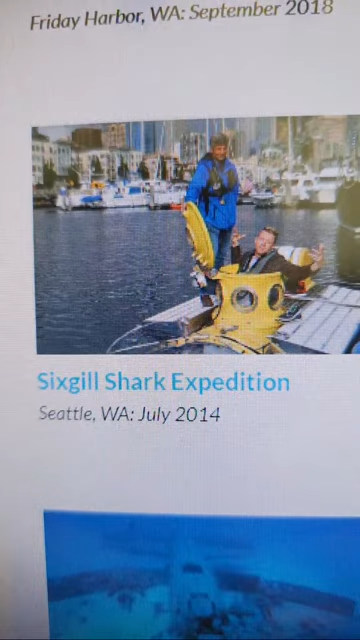 Friday Harbor, WA: September 2018
Sixgill Shark Expedition
Seattle, WA: July 2014